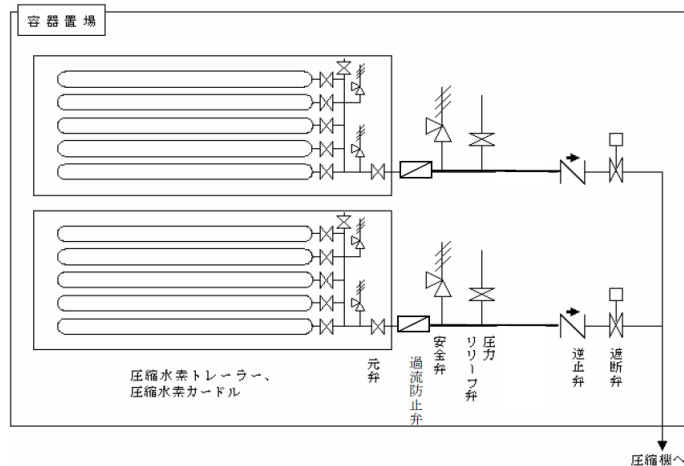 容器置場
元弁
過流防止弁
安全弁
圧力
リリーフ弁
逆止弁
遮断弁
圧縮水素トレーラー、
圧縮水素カードル
圧縮機へ